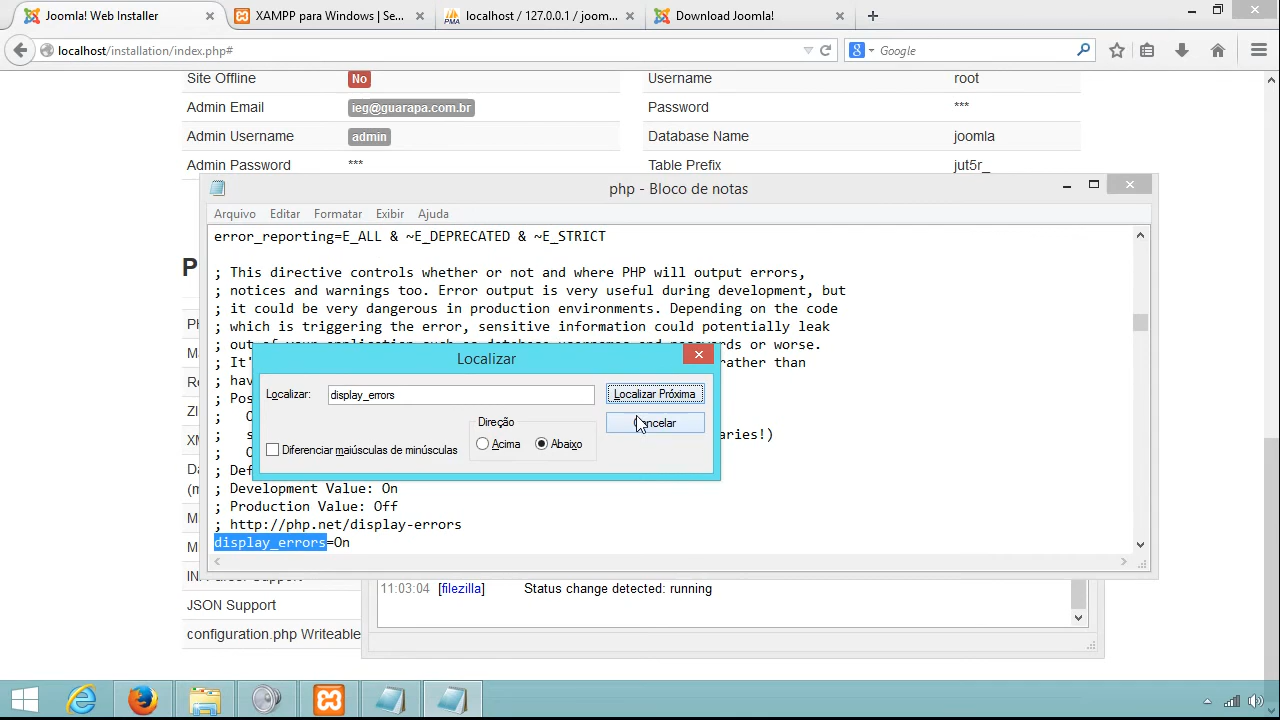 Joomla! Web Installer
XAMPP para Windows | Se...
localhost / 127.0.0.1 / joom...
Download Joomla!
localhost/installation/index.php#
Google
Site Offline No
Username root
Admin Email ieg@guarapa.com.br
Password ***
Admin Username admin
Database Name joomla
Admin Password ***
Table Prefix jut5r_
php - Bloco de notas
Arquivo Editar Formatar Exibir Ajuda
error_reporting=E_ALL & ~E_DEPRECATED & ~E_STRICT
; This directive controls whether or not and where PHP will output errors,
; notices and warnings too. Error output is very useful during development, but
; it could be very dangerous in production environments. Depending on the code
; which is triggering the error, sensitive information could potentially leak
Localizar
Localizar: display_errors
Localizar Próxima
Direção
Acima Abaixo
Diferenciar maiúsculas de minúsculas
; Development Value: On
; Production Value: Off
; http://php.net/display-errors
display_errors=On
11:03:04 [filezilla] Status change detected: running
JSON Support
configuration.php Writeable